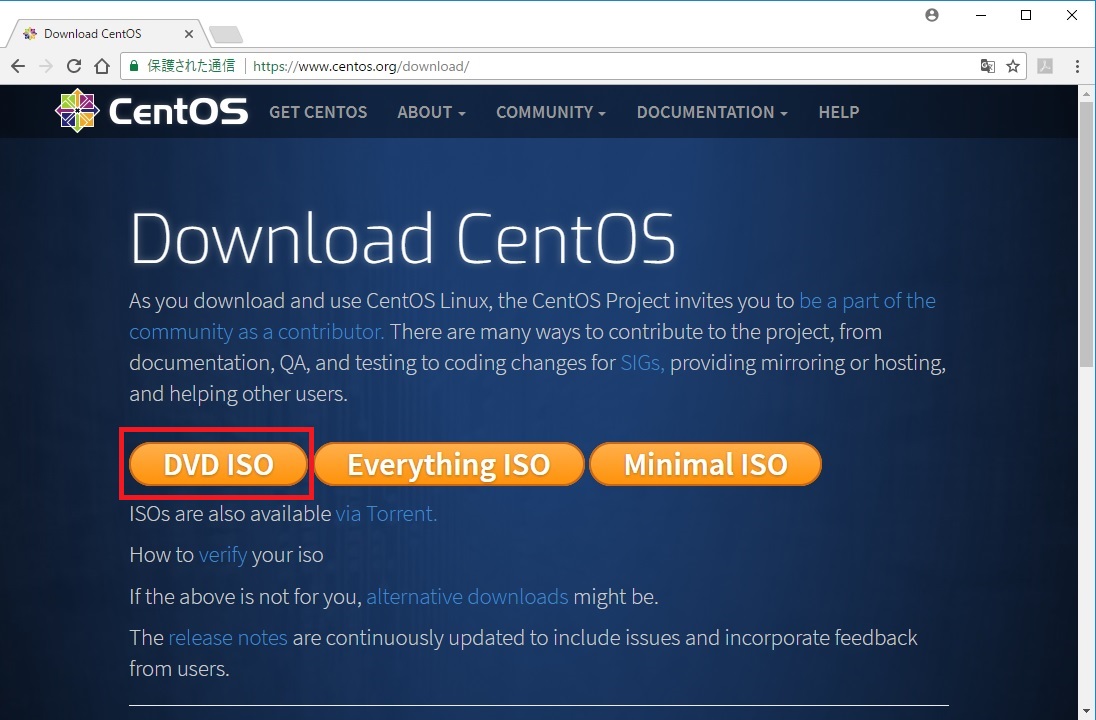 Download CentOS
保護された通信 https://www.centos.org/download/
CentOS GET CENTOS ABOUT COMMUNITY DOCUMENTATION HELP
Download CentOS
As you download and use CentOS Linux, the CentOS Project invites you to be a part of the
community as a contributor. There are many ways to contribute to the project, from
documentation, QA, and testing to coding changes for SIGs, providing mirroring or hosting,
and helping other users.
DVD ISO Everything ISO Minimal ISO
ISOs are also available via Torrent.
How to verify your iso
If the above is not for you, alternative downloads might be.
The release notes are continuously updated to include issues and incorporate feedback
from users.